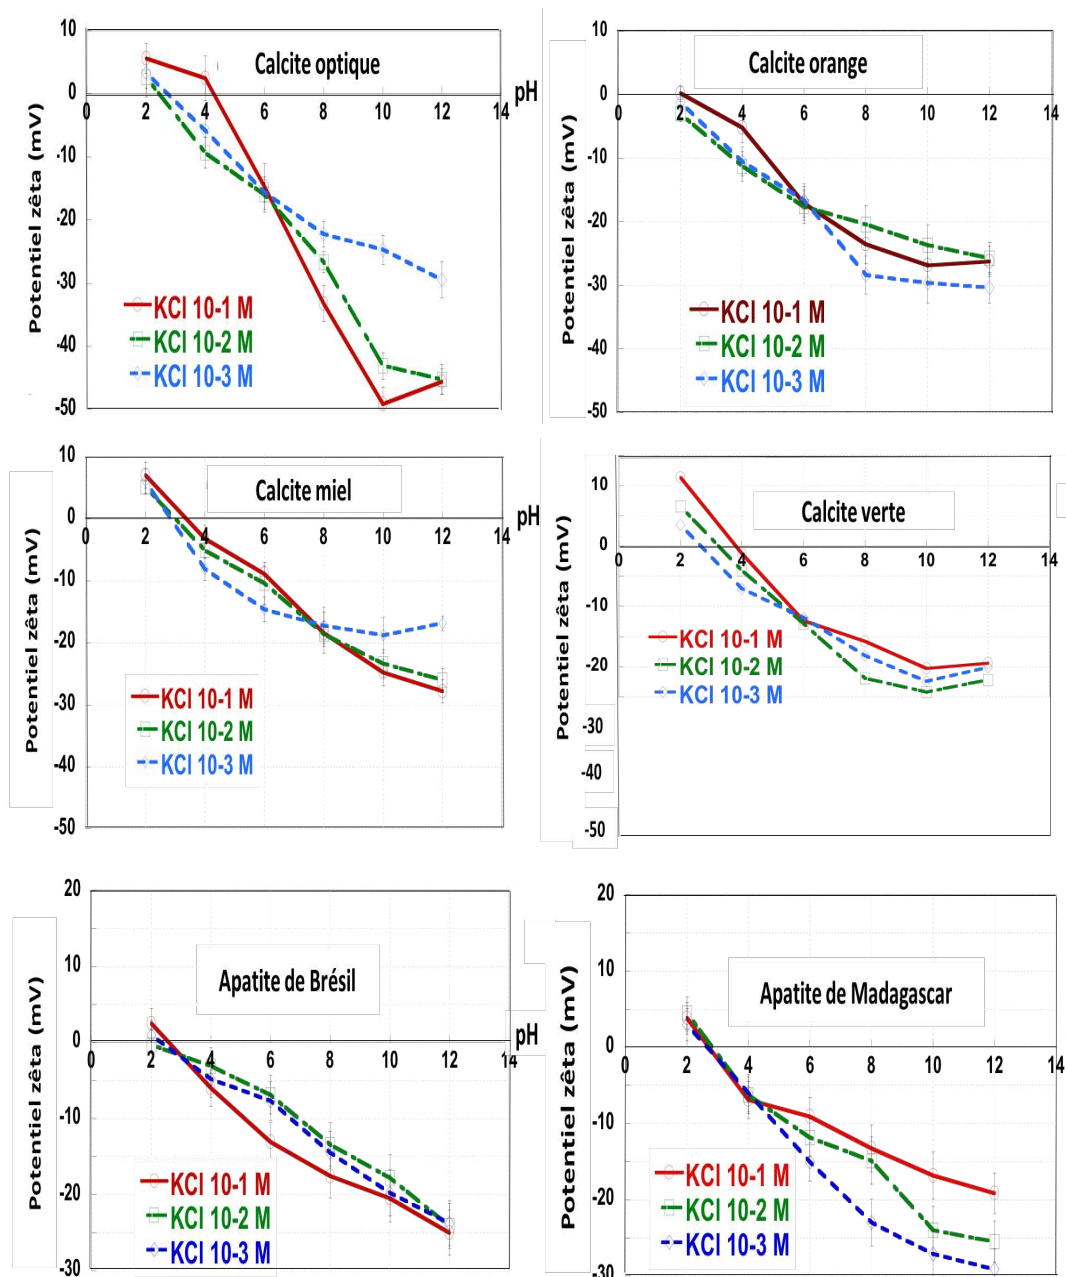 10
0
-10
-20
-30
-40
-50
0
2
4
6
8
10
12
14
pH
Potentiel zêta (mV)
Calcite optique
KCl 10-1 M
KCl 10-2 M
KCl 10-3 M
10
0
-10
-20
-30
-40
-50
0
2
4
6
8
10
12
14
Potentiel zêta (mV)
Calcite orange
KCl 10-1 M
KCl 10-2 M
KCl 10-3 M
10
0
-10
-20
-30
-40
-50
0
2
4
6
8
10
12
14
pH
Potentiel zêta (mV)
Calcite miel
KCl 10-1 M
KCl 10-2 M
KCl 10-3 M
10
0
-10
-20
-30
-40
-50
0
2
4
6
8
10
12
14
Potentiel zêta (mV)
Calcite verte
KCl 10-1 M
KCl 10-2 M
KCl 10-3 M
20
10
0
-10
-20
-30
0
2
4
6
8
10
12
14
pH
Potentiel zêta (mV)
Apatite de Brésil
KCl 10-1 M
KCl 10-2 M
KCl 10-3 M
20
10
0
-10
-20
-30
0
2
4
6
8
10
12
14
Potentiel zêta (mV)
Apatite de Madagascar
KCl 10-1 M
KCl 10-2 M
KCl 10-3 M